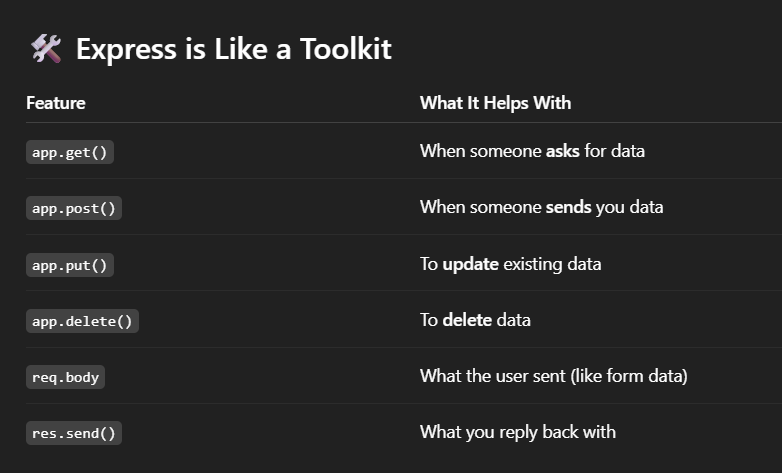 🛠️ Express is Like a Toolkit
Feature What It Helps With
app.get() When someone asks for data
app.post() When someone sends you data
app.put() To update existing data
app.delete() To delete data
req.body What the user sent (like form data)
res.send() What you reply back with